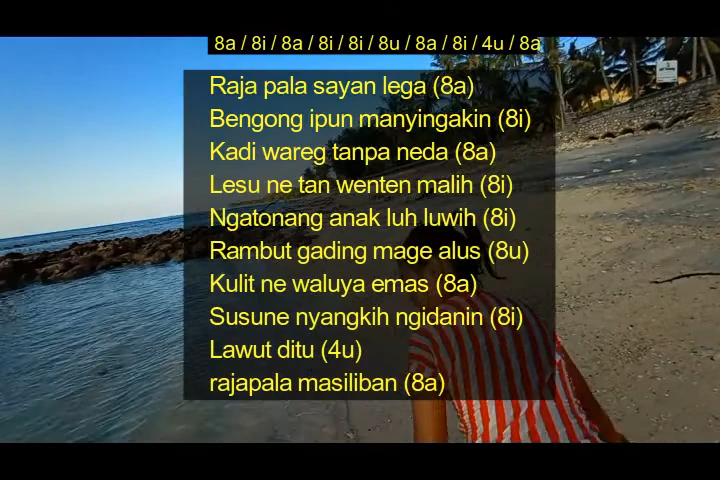 8a / 8i / 8a / 8i / 8i / 8u / 8a / 8i / 4u / 8a
Raja pala sayan lega (8a)
Bengong ipun manyingakin (8i)
Kadi wareg tanpa neda (8a)
Lesu ne tan wenten malih (8i)
Ngatonang anak luh luwih (8i)
Rambut gading mage alus (8u)
Kulit ne waluya emas (8a)
Susune nyangkih ngidanin (8i)
Lawut ditu (4u)
rajapala masiliban (8a)